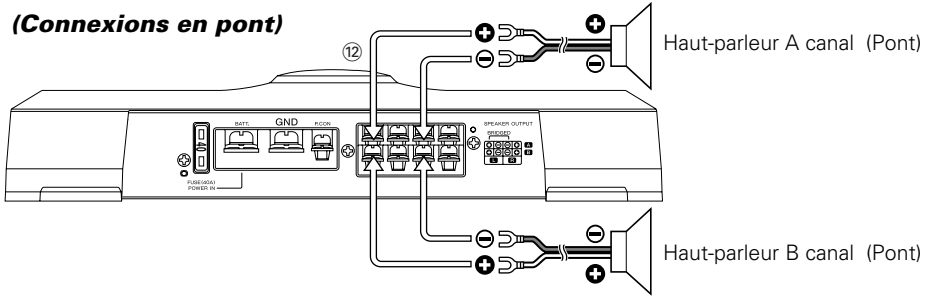 (Connexions en pont)
Haut-parleur A canal (Pont)
⑫
BATT.
GND
P.CON
SPEAKER OUTPUT
BRIDGED
40
A
B
L R
FUSE(40A)
POWER IN
Haut-parleur B canal (Pont)